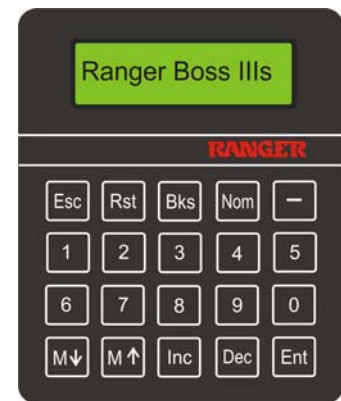 Ranger Boss IIIs
RANGER
Esc Rst Bks Nom −
1 2 3 4 5
6 7 8 9 0
M↓ M↑ Inc Dec Ent